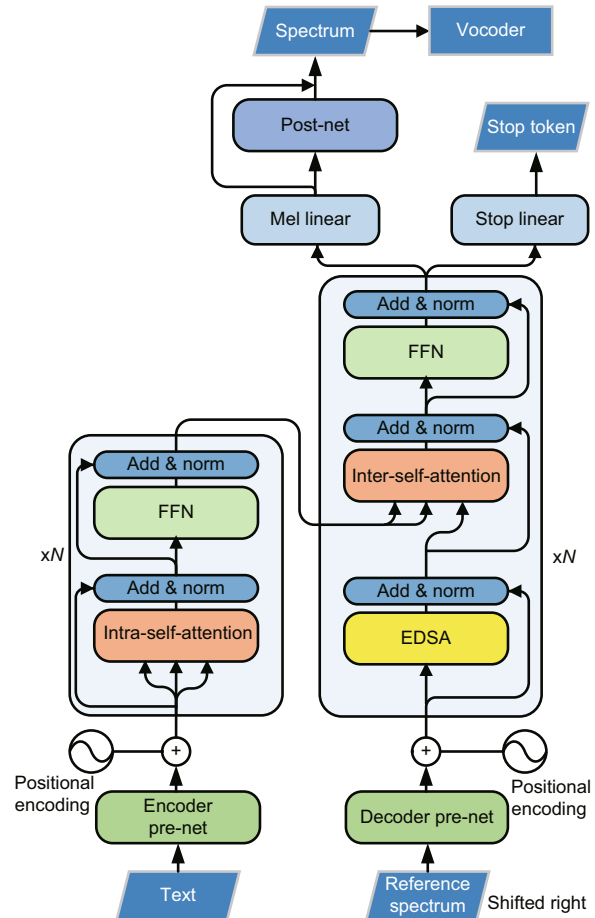 Spectrum
Vocoder
Post-net
Stop token
Mel linear
Stop linear
Add & norm
FFN
Add & norm
Inter-self-attention
Add & norm
FFN
xN
xN
Add & norm
Add & norm
Intra-self-attention
EDSA
+
+
Positional
encoding
Positional
encoding
Encoder
pre-net
Decoder pre-net
Text
Reference
spectrum
Shifted right